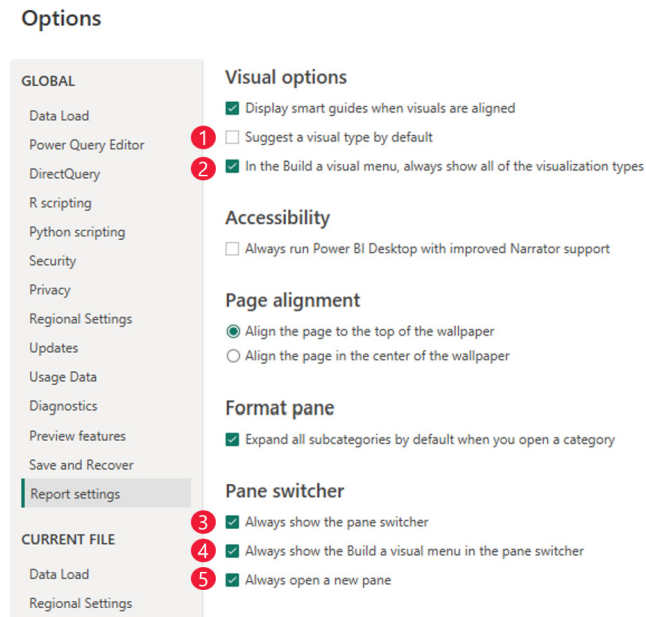 Options
GLOBAL
Data Load
Power Query Editor
DirectQuery
R scripting
Python scripting
Security
Privacy
Regional Settings
Updates
Usage Data
Diagnostics
Preview features
Save and Recover
Report settings
CURRENT FILE
Data Load
Regional Settings
Visual options
Display smart guides when visuals are aligned
1 Suggest a visual type by default
2 In the Build a visual menu, always show all of the visualization types
Accessibility
Always run Power BI Desktop with improved Narrator support
Page alignment
Align the page to the top of the wallpaper
Align the page in the center of the wallpaper
Format pane
Expand all subcategories by default when you open a category
Pane switcher
3 Always show the pane switcher
4 Always show the Build a visual menu in the pane switcher
5 Always open a new pane